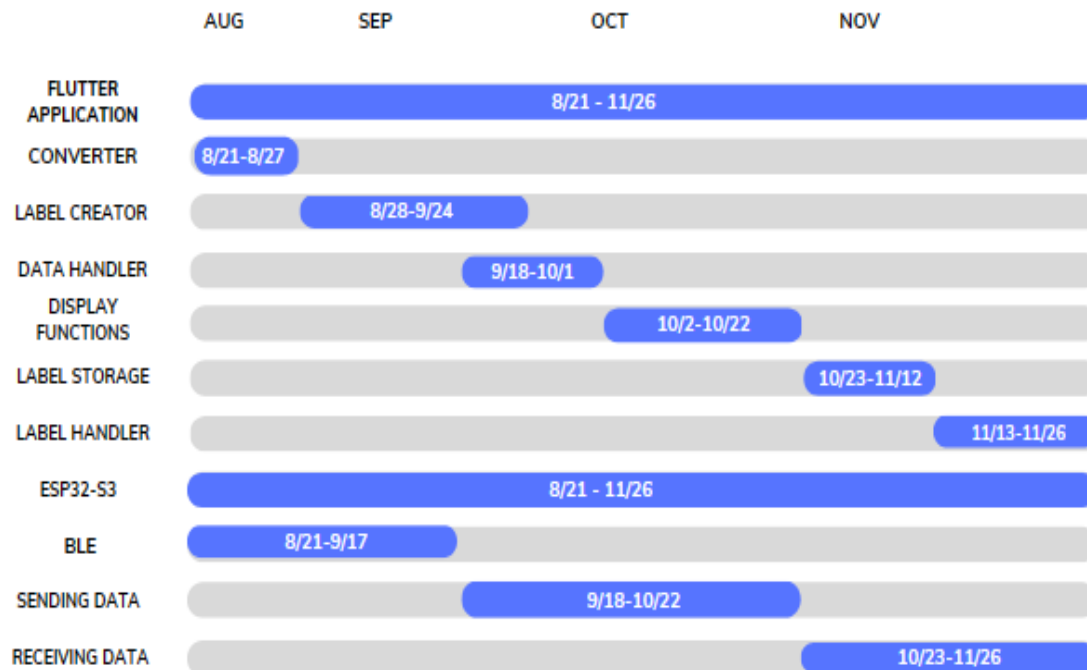 AUG SEP OCT NOV
FLUTTER
APPLICATION
8/21 - 11/26
CONVERTER
8/21-8/27
LABEL CREATOR
8/28-9/24
DATA HANDLER
9/18-10/1
DISPLAY
FUNCTIONS
10/2-10/22
LABEL STORAGE
10/23-11/12
LABEL HANDLER
11/13-11/26
ESP32-S3
8/21 - 11/26
BLE
8/21-9/17
SENDING DATA
9/18-10/22
RECEIVING DATA
10/23-11/26